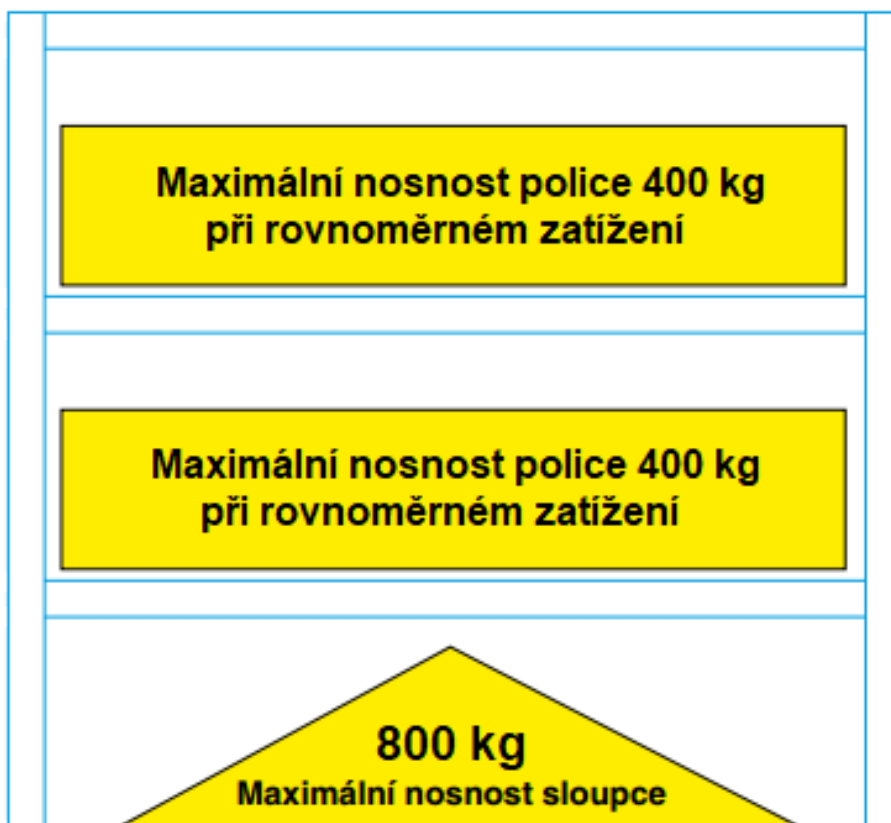 Maximální nosnost police 400 kg
při rovnoměrném zatížení
Maximální nosnost police 400 kg
při rovnoměrném zatížení
800 kg
Maximální nosnost sloupce